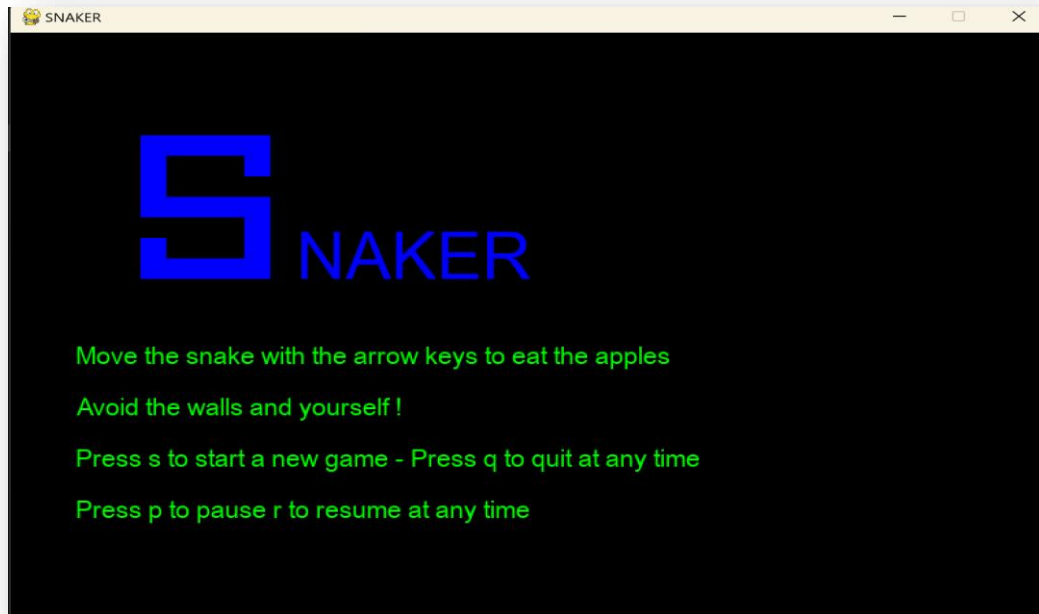 SNAKER
SNAKER
Move the snake with the arrow keys to eat the apples
Avoid the walls and yourself !
Press s to start a new game - Press q to quit at any time
Press p to pause r to resume at any time